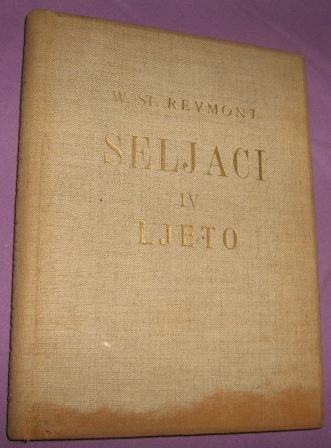 W. ST. REYMONT
SELJACI
IV
LJETO